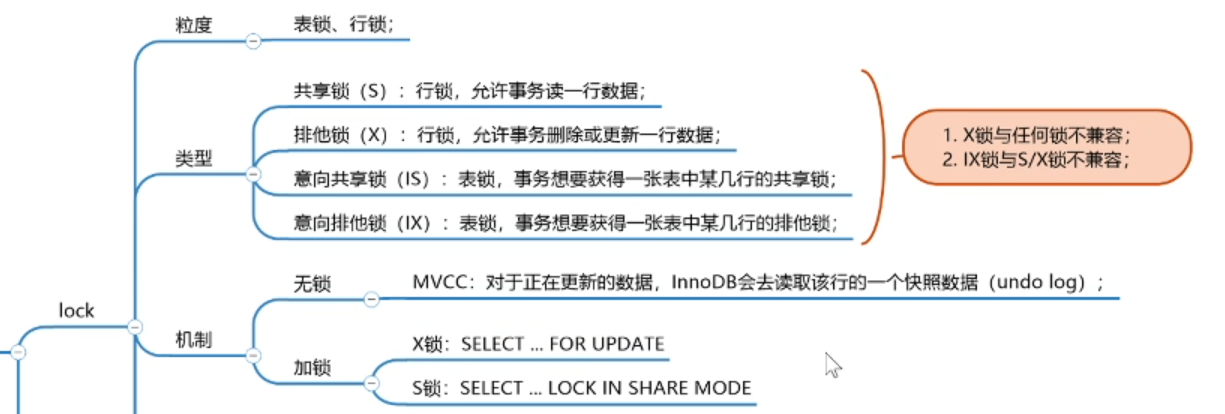 粒度
表锁、行锁；
类型
共享锁（S）：行锁，允许事务读一行数据；
排他锁（X）：行锁，允许事务删除或更新一行数据；
意向共享锁（IS）：表锁，事务想要获得一张表中某几行的共享锁；
意向排他锁（IX）：表锁，事务想要获得一张表中某几行的排他锁；
1. X锁与任何锁不兼容；
2. IX锁与S/X锁不兼容；
lock
机制
无锁
MVCC：对于正在更新的数据，InnoDB会去读取该行的一个快照数据（undo log）；
加锁
X锁：SELECT ... FOR UPDATE
S锁：SELECT ... LOCK IN SHARE MODE